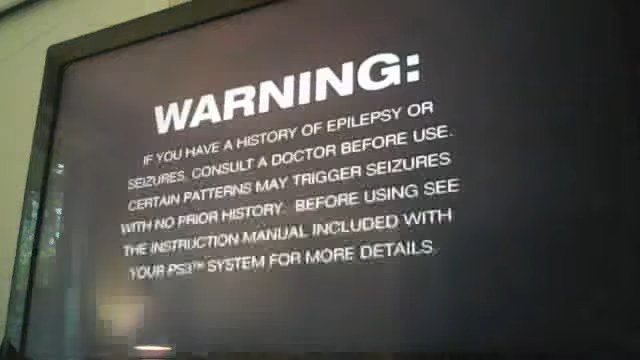 WARNING:
IF YOU HAVE A HISTORY OF EPILEPSY OR
SEIZURES, CONSULT A DOCTOR BEFORE USE.
CERTAIN PATTERNS MAY TRIGGER SEIZURES
WITH NO PRIOR HISTORY. BEFORE USING SEE
THE INSTRUCTION MANUAL INCLUDED WITH
YOUR PS3™ SYSTEM FOR MORE DETAILS.